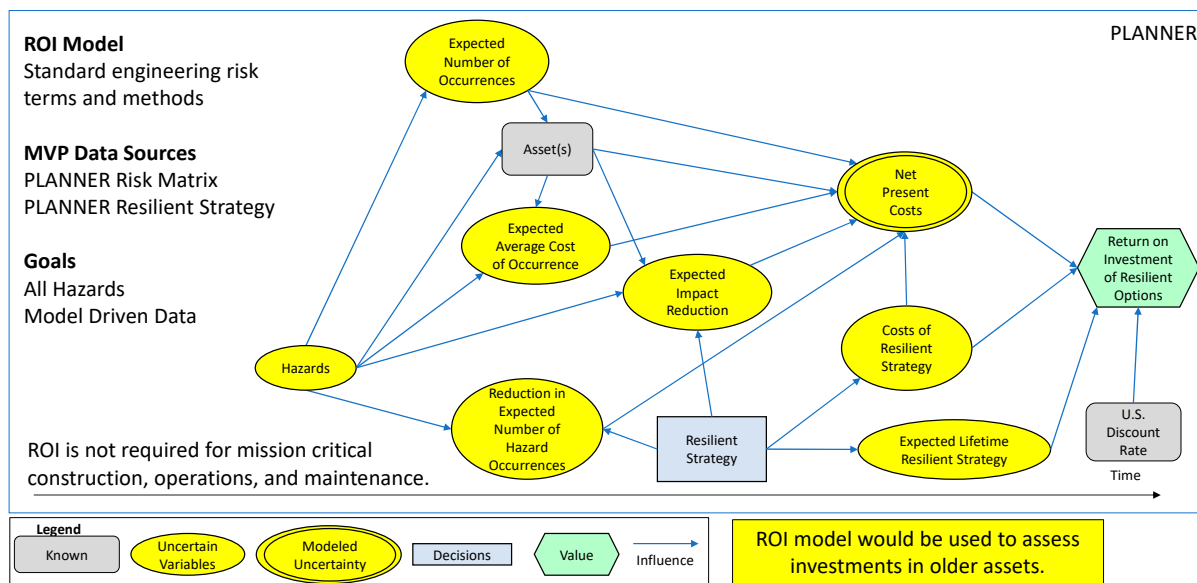 PLANNER
ROI Model
Standard engineering risk
terms and methods
MVP Data Sources
PLANNER Risk Matrix
PLANNER Resilient Strategy
Goals
All Hazards
Model Driven Data
Expected
Number of
Occurrences
Asset(s)
Net
Present
Costs
Expected
Average Cost
of Occurrence
Expected
Impact
Reduction
Return on
Investment
of Resilient
Options
Hazards
Costs of
Resilient
Strategy
Reduction in
Expected
Number of
Hazard
Occurrences
Resilient
Strategy
Expected Lifetime
Resilient Strategy
U.S.
Discount
Rate
ROI is not required for mission critical
construction, operations, and maintenance.
Time
Legend
Known
Uncertain
Variables
Modeled
Uncertainty
Decisions
Value
Influence
ROI model would be used to assess
investments in older assets.